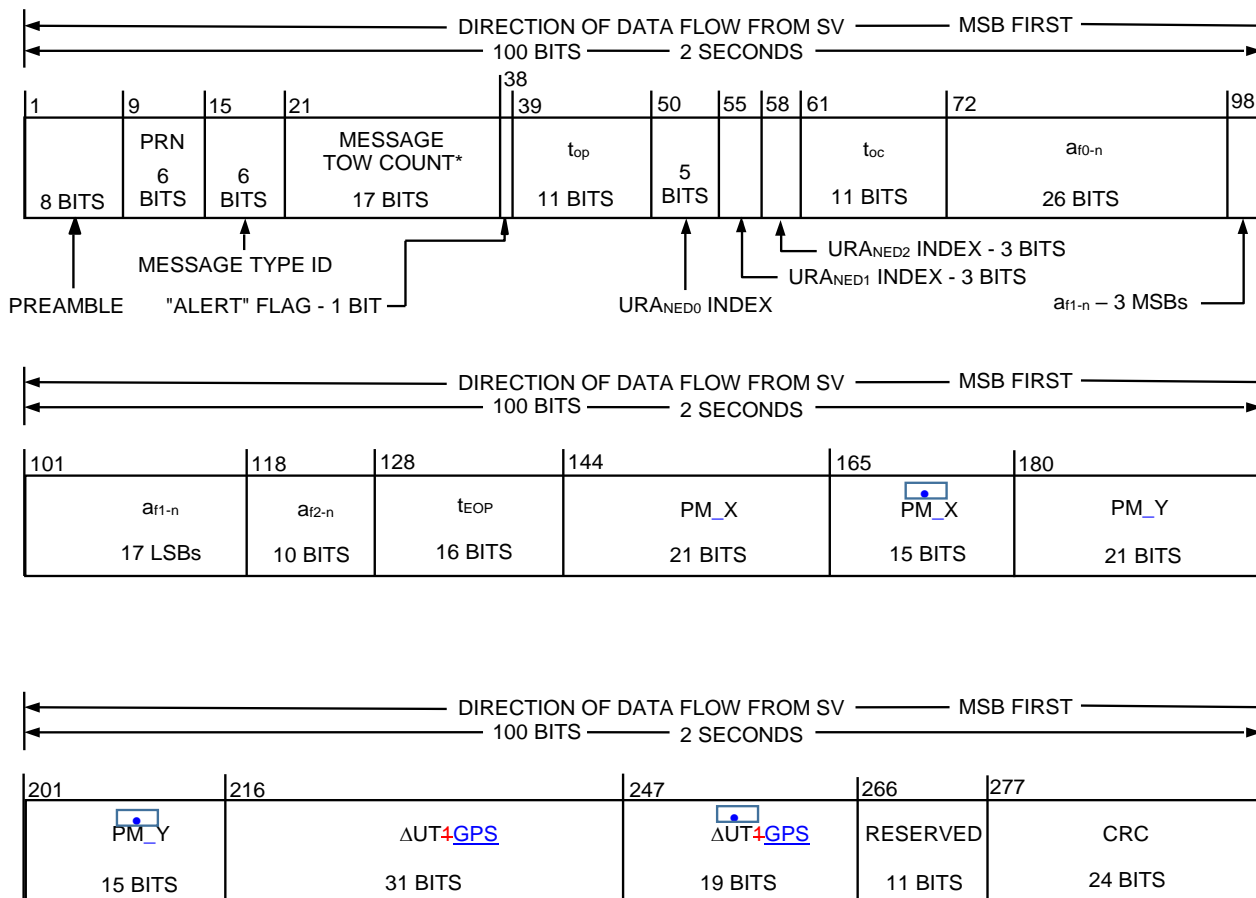 DIRECTION OF DATA FLOW FROM SV MSB FIRST
100 BITS 2 SECONDS
1 9 15 21 38 39 50 55 58 61 72 98
8 BITS
PRN
6
BITS
6
BITS
MESSAGE
TOW COUNT*
17 BITS
top
11 BITS
5
BITS
toc
11 BITS
af0-n
26 BITS
URANED2 INDEX - 3 BITS
MESSAGE TYPE ID
URANED1 INDEX - 3 BITS
PREAMBLE
"ALERT" FLAG - 1 BIT
URANED0 INDEX
af1-n – 3 MSBs
DIRECTION OF DATA FLOW FROM SV MSB FIRST
100 BITS 2 SECONDS
101 118 128 144 165 180
af1-n
17 LSBs
af2-n
10 BITS
tEOP
16 BITS
PM_X
21 BITS
•
PM_X
15 BITS
PM_Y
21 BITS
DIRECTION OF DATA FLOW FROM SV MSB FIRST
100 BITS 2 SECONDS
201 216 247 266 277
•
PM_Y
15 BITS
∆UT1GPS
31 BITS
•
∆UT1GPS
19 BITS
RESERVED
11 BITS
CRC
24 BITS